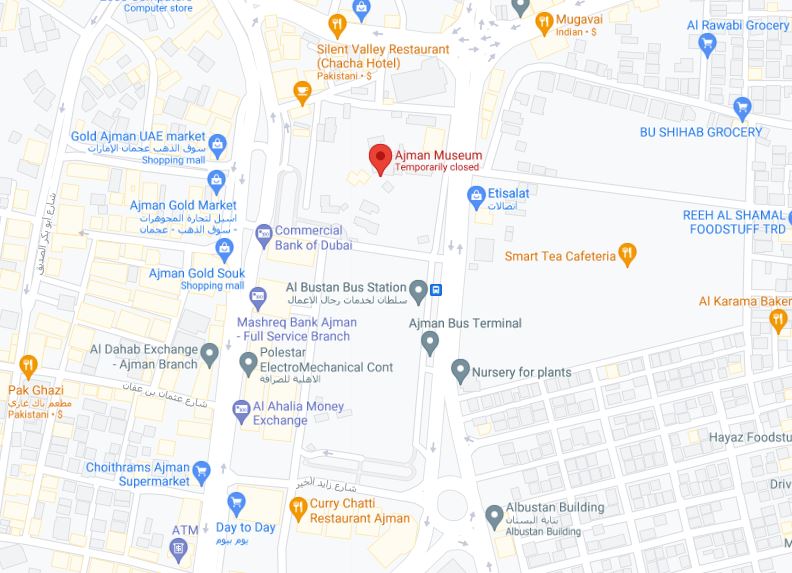 Computer store
Silent Valley Restaurant
(Chacha Hotel)
Pakistani • $
Mugavai
Indian • $
Al Rawabi Grocery
BU SHIHAB GROCERY
Gold Ajman UAE market
سوق الذهب عجمان الإمارات
Shopping mall
Ajman Museum
Temporarily closed
Ajman Gold Market
اسبل لتجارة المجوهرات
- سوق الذهب - عجمان
Etisalat
اتصالات
REEH AL SHAMAL
FOODSTUFF TRD
شارع أبو بكر الصديق
Commercial
Bank of Dubai
Smart Tea Cafeteria
Ajman Gold Souk
Shopping mall
Al Bustan Bus Station
سلطان لخدمات رجال الاعمال
Al Karama Baker
Mashreq Bank Ajman
- Full Service Branch
Ajman Bus Terminal
Al Dahab Exchange
- Ajman Branch
Polestar
ElectroMechanical Cont
الاهلية للصرافة
Nursery for plants
Pak Ghazi
مطعم باك غازي
Pakistani • $
شارع عثمان بن عفان
Al Ahalia Money
Exchange
Hayaz Foodstu
Choithrams Ajman
Supermarket
شارع زايد الخير
Driv
Day to Day
يوم بيوم
Curry Chatti
Restaurant Ajman
Albustan Building
بناية البستان
Albustan Building
ATM
M